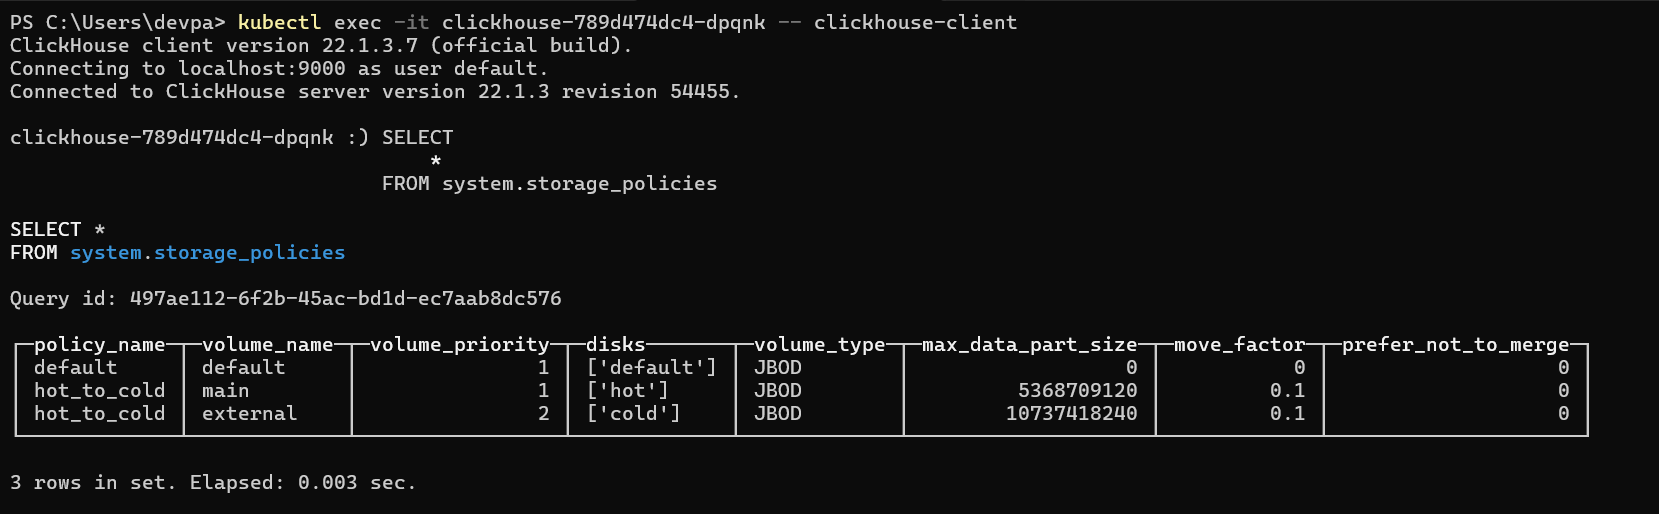 PS C:\Users\devpa> kubectl exec -it clickhouse-789d474dc4-dpqnk -- clickhouse-client
ClickHouse client version 22.1.3.7 (official build).
Connecting to localhost:9000 as user default.
Connected to ClickHouse server version 22.1.3 revision 54455.
clickhouse-789d474dc4-dpqnk :) SELECT
*
FROM system.storage_policies
SELECT *
FROM system.storage_policies
Query id: 497ae112-6f2b-45ac-bd1d-ec7aab8dc576
policy_name volume_name volume_priority disks volume_type max_data_part_size move_factor prefer_not_to_merge
default default 1 ['default'] JBOD 0 0 0
hot_to_cold main 1 ['hot'] JBOD 5368709120 0.1 0
hot_to_cold external 2 ['cold'] JBOD 10737418240 0.1 0
3 rows in set. Elapsed: 0.003 sec.